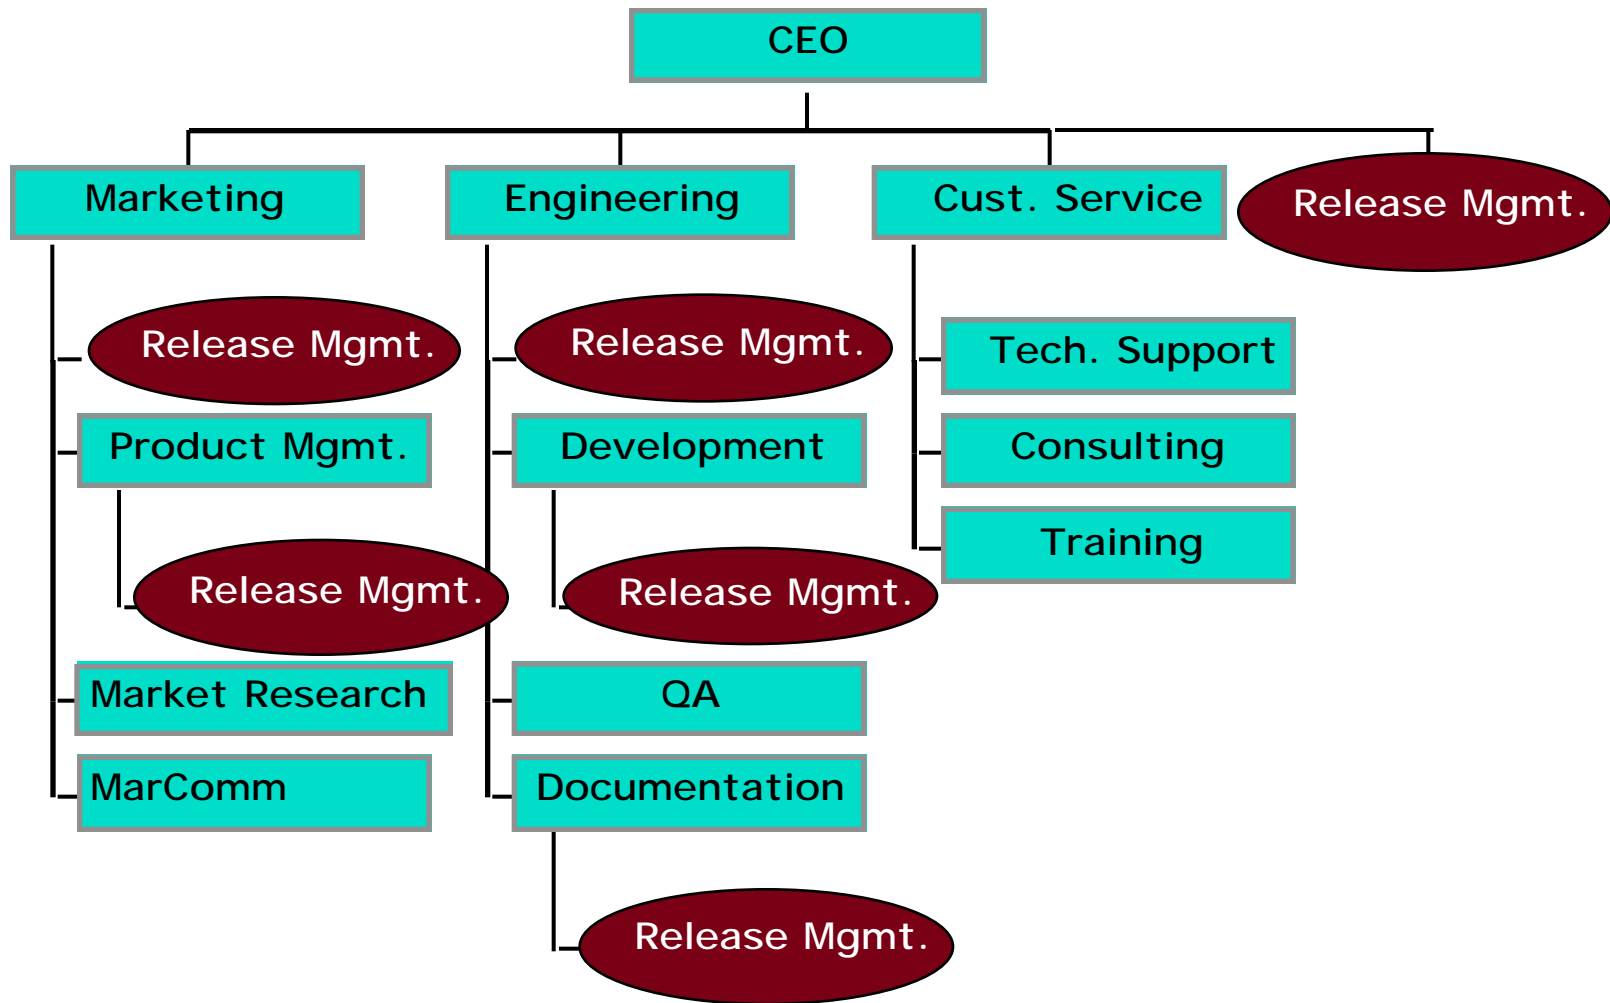 CEO
Marketing
Engineering
Cust. Service
Release Mgmt.
Release Mgmt.
Product Mgmt.
Release Mgmt.
Market Research
MarComm
Release Mgmt.
Development
Release Mgmt.
QA
Documentation
Release Mgmt.
Tech. Support
Consulting
Training